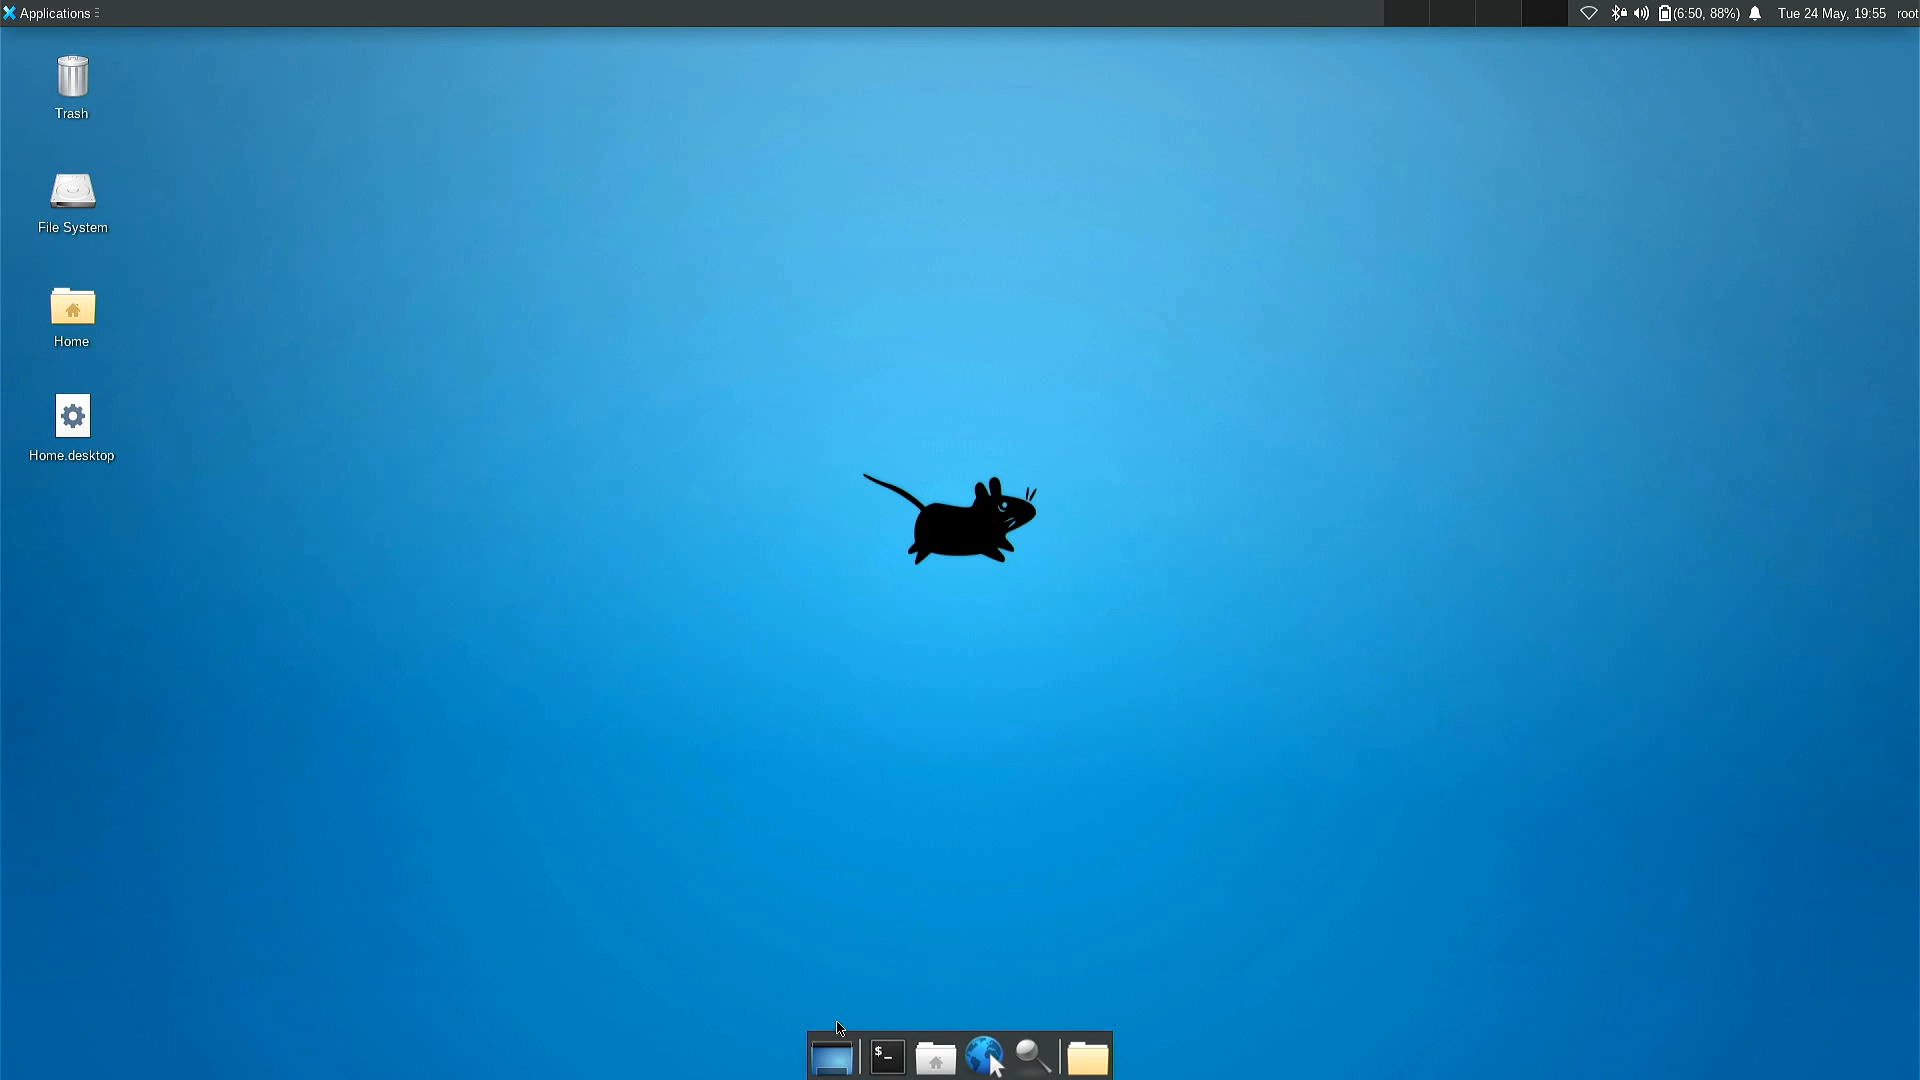 Applications
(6:50, 88%)
Tue 24 May, 19:55
root
Trash
File System
Home
Home.desktop
$_